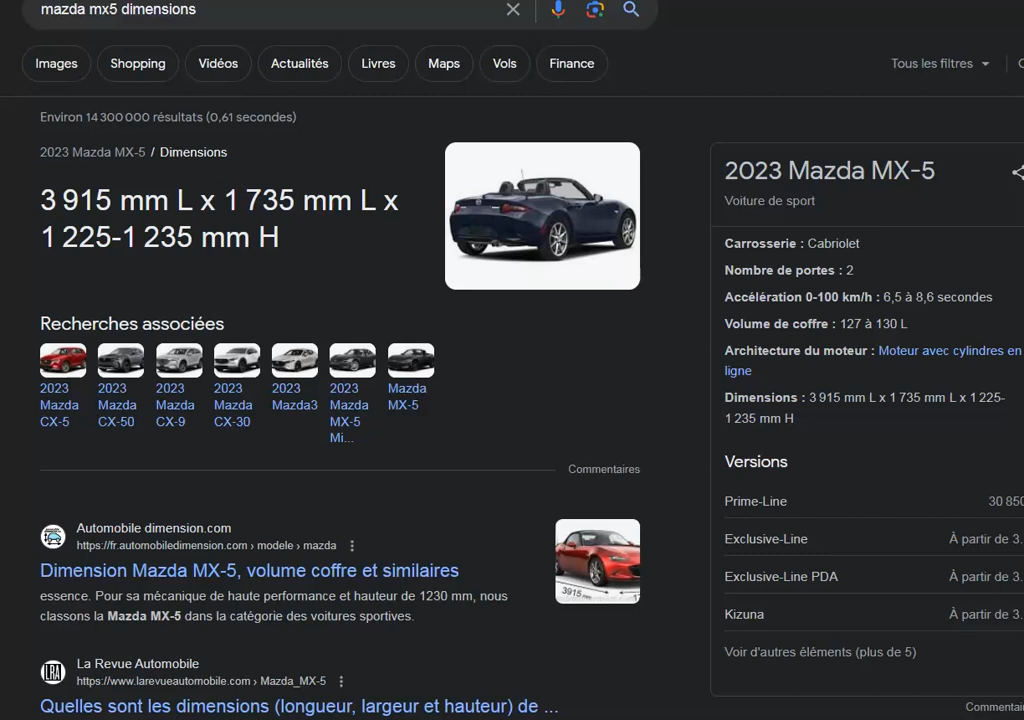 mazda mx5 dimensions
Images
Shopping
Vidéos
Actualités
Livres
Maps
Vols
Finance
Tous les filtres
Environ 14 300 000 résultats (0,61 secondes)
2023 Mazda MX-5 / Dimensions
3 915 mm L x 1 735 mm L x
1 225-1 235 mm H
Recherches associées
2023
Mazda
CX-5
2023
Mazda
CX-50
2023
Mazda
CX-9
2023
Mazda
CX-30
2023
Mazda3
2023
Mazda
MX-5
Mi...
Mazda
MX-5
Commentaires
Automobile dimension.com
https://fr.automobiledimension.com › modele › mazda
Dimension Mazda MX-5, volume coffre et similaires
essence. Pour sa mécanique de haute performance et hauteur de 1230 mm, nous
classons la Mazda MX-5 dans la catégorie des voitures sportives.
3915 mm
LRA
La Revue Automobile
https://www.larevueautomobile.com › Mazda_MX-5
Quelles sont les dimensions (longueur, largeur et hauteur) de ...
2023 Mazda MX-5
Voiture de sport
Carrosserie : Cabriolet
Nombre de portes : 2
Accélération 0-100 km/h : 6,5 à 8,6 secondes
Volume de coffre : 127 à 130 L
Architecture du moteur : Moteur avec cylindres en
ligne
Dimensions : 3 915 mm L x 1 735 mm L x 1 225-
1 235 mm H
Versions
Prime-Line 30 850
Exclusive-Line À partir de 3
Exclusive-Line PDA À partir de 3
Kizuna À partir de 3
Voir d'autres éléments (plus de 5)
Commentai